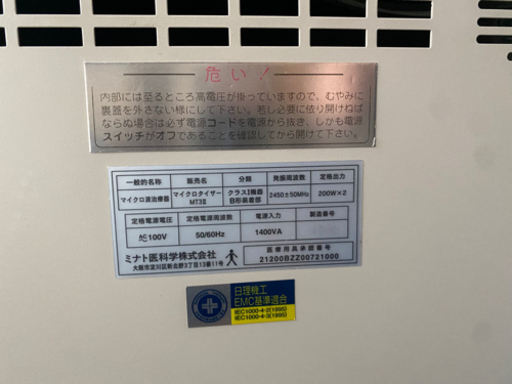 危い！
内部には至るところ高電圧が掛っていますので、むやみに
裏蓋を外さない様にして下さい。若し必要に依り開けねば
ならぬ場合は必ず電源コードを電源から抜き、しかも電源
スイッチがオフであることを確認してから開けて下さい。
一般的名称 販売名 分類 発振周波数 定格出力
マイクロ波治療器 マイクロタイザー MT3Ⅱ クラスⅠ機器 B形装着部 2450±50MHz 200W×2
定格電源電圧 定格電源周波数 電源入力 製造番号
100V 50/60Hz 1400VA
ミナト医科学株式会社
大阪市淀川区新北野3丁目13番11号
医療用具承認番号
21200BZZ00721000
日理機工
EMC基準適合
IEC1000-4-2(1995)
IEC1000-4-3(1995)